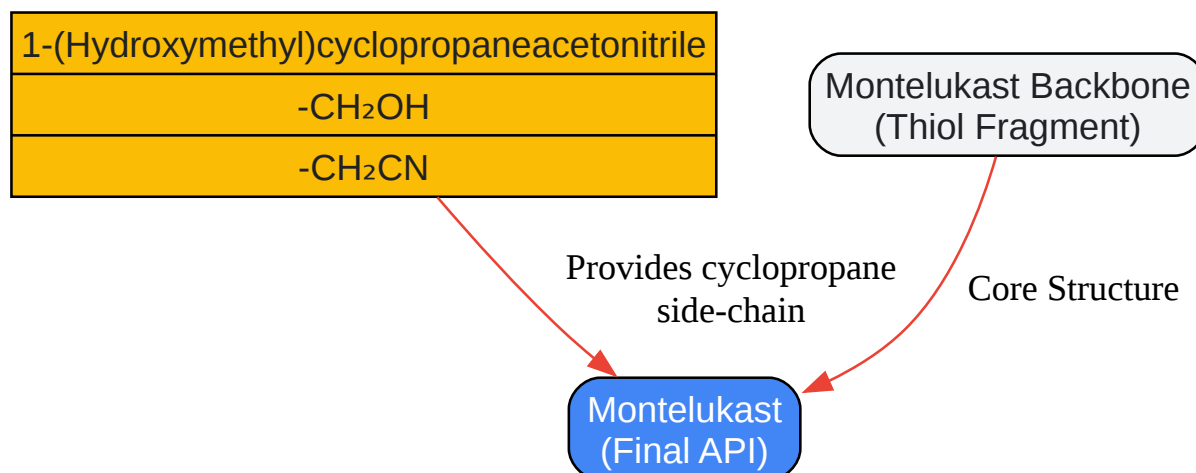 1-(Hydroxymethyl)cyclopropaneacetonitrile
-CH₂OH
-CH₂CN
Montelukast Backbone
(Thiol Fragment)
Provides cyclopropane
side-chain
Core Structure
Montelukast
(Final API)